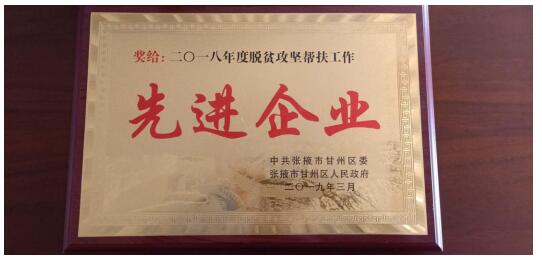 奖给：二〇一八年度脱贫攻坚帮扶工作
先进企业
中共张掖市甘州区委
张掖市甘州区人民政府
二〇一九年三月